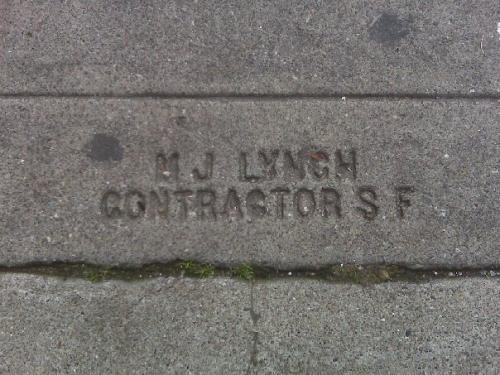 M J LYNCH
CONTRACTOR S F